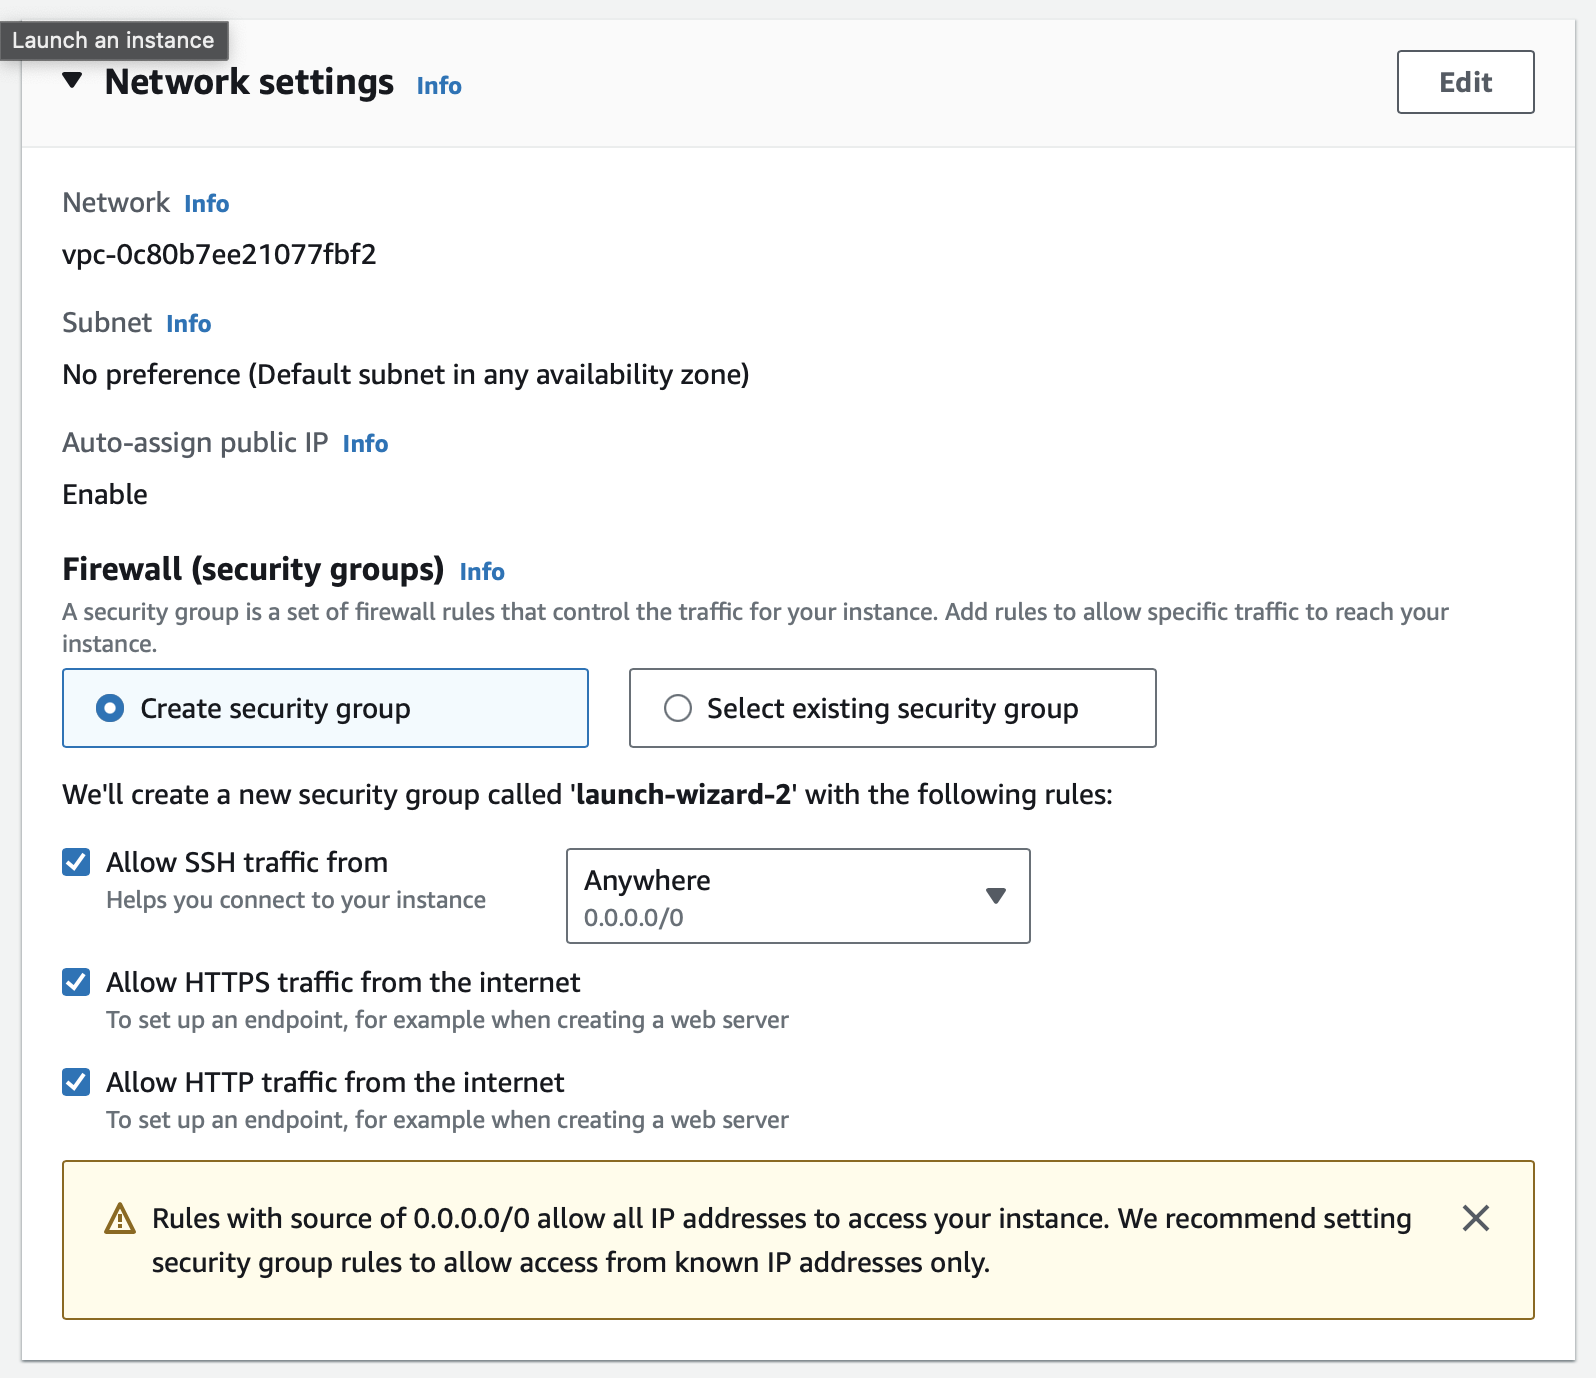 Launch an instance
Network settings Info
Edit
Network Info
vpc-0c80b7ee21077fbf2
Subnet Info
No preference (Default subnet in any availability zone)
Auto-assign public IP Info
Enable
Firewall (security groups) Info
A security group is a set of firewall rules that control the traffic for your instance. Add rules to allow specific traffic to reach your
instance.
Create security group
Select existing security group
We'll create a new security group called 'launch-wizard-2' with the following rules:
Allow SSH traffic from
Helps you connect to your instance
Anywhere
0.0.0.0/0
Allow HTTPS traffic from the internet
To set up an endpoint, for example when creating a web server
Allow HTTP traffic from the internet
To set up an endpoint, for example when creating a web server
Rules with source of 0.0.0.0/0 allow all IP addresses to access your instance. We recommend setting
security group rules to allow access from known IP addresses only.